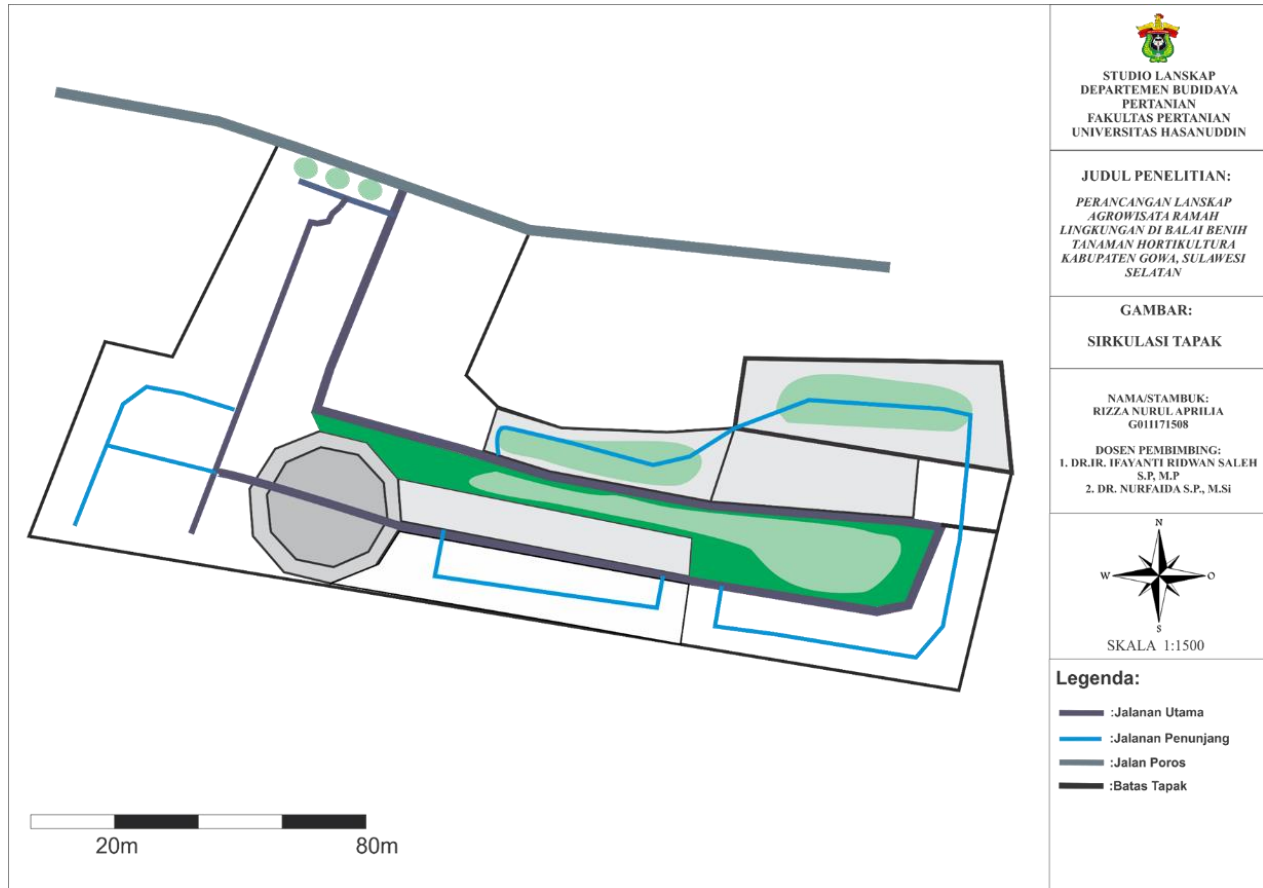 STUDIO LANSKAP
DEPARTEMEN BUDIDAYA
PERTANIAN
FAKULTAS PERTANIAN
UNIVERSITAS HASANUDDIN
JUDUL PENELITIAN:
PERANCANGAN LANSKAP
AGROWISATA RAMAH
LINGKUNGAN DI BALAI BENIH
TANAMAN HORTIKULTURA
KABUPATEN GOWA, SULAWESI
SELATAN
GAMBAR:
SIRKULASI TAPAK
NAMA/STAMBUK:
RIZZA NURUL APRILIA
G011171508
DOSEN PEMBIMBING:
1. DR.IR. IFAYANTI RIDWAN SALEH
S.P, M.P
2. DR. NURFAIDA S.P., M.Si
N
W
O
S
SKALA 1:1500
Legenda:
:Jalanan Utama
:Jalanan Penunjang
:Jalan Poros
:Batas Tapak
20m
80m